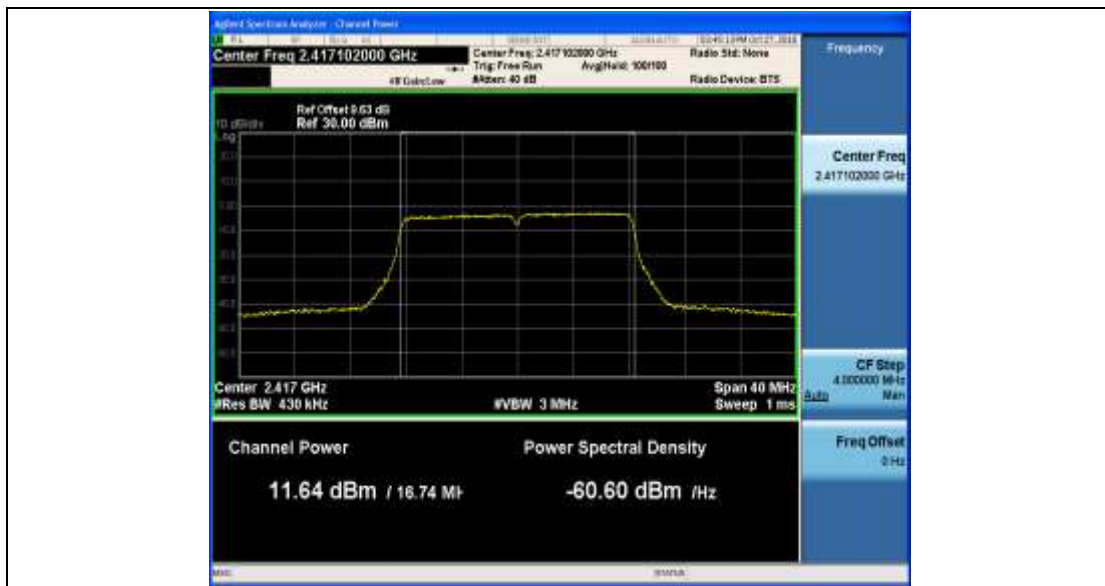 Agilent Spectrum Analyzer - Channel Power
Center Freq 2.417102000 GHz
Center Freq: 2.417102000 GHz
Radio Std: None
Trig: Free Run Avg|Hold: 100/100
#IFGain:Low #Atten: 40 dB
Radio Device: BTS
Frequency
Ref Offset 9.63 dB
10 dB/div Ref 30.00 dBm
Log
Center Freq
2.417102000 GHz
Center 2.417 GHz Span 40 MHz
#Res BW 430 kHz #VBW 3 MHz Sweep 1 ms
CF Step
4.000000 MHz
Auto Man
Channel Power Power Spectral Density
Freq Offset
0 Hz
11.64 dBm / 16.74 MH -60.60 dBm /Hz
MSG STATUS